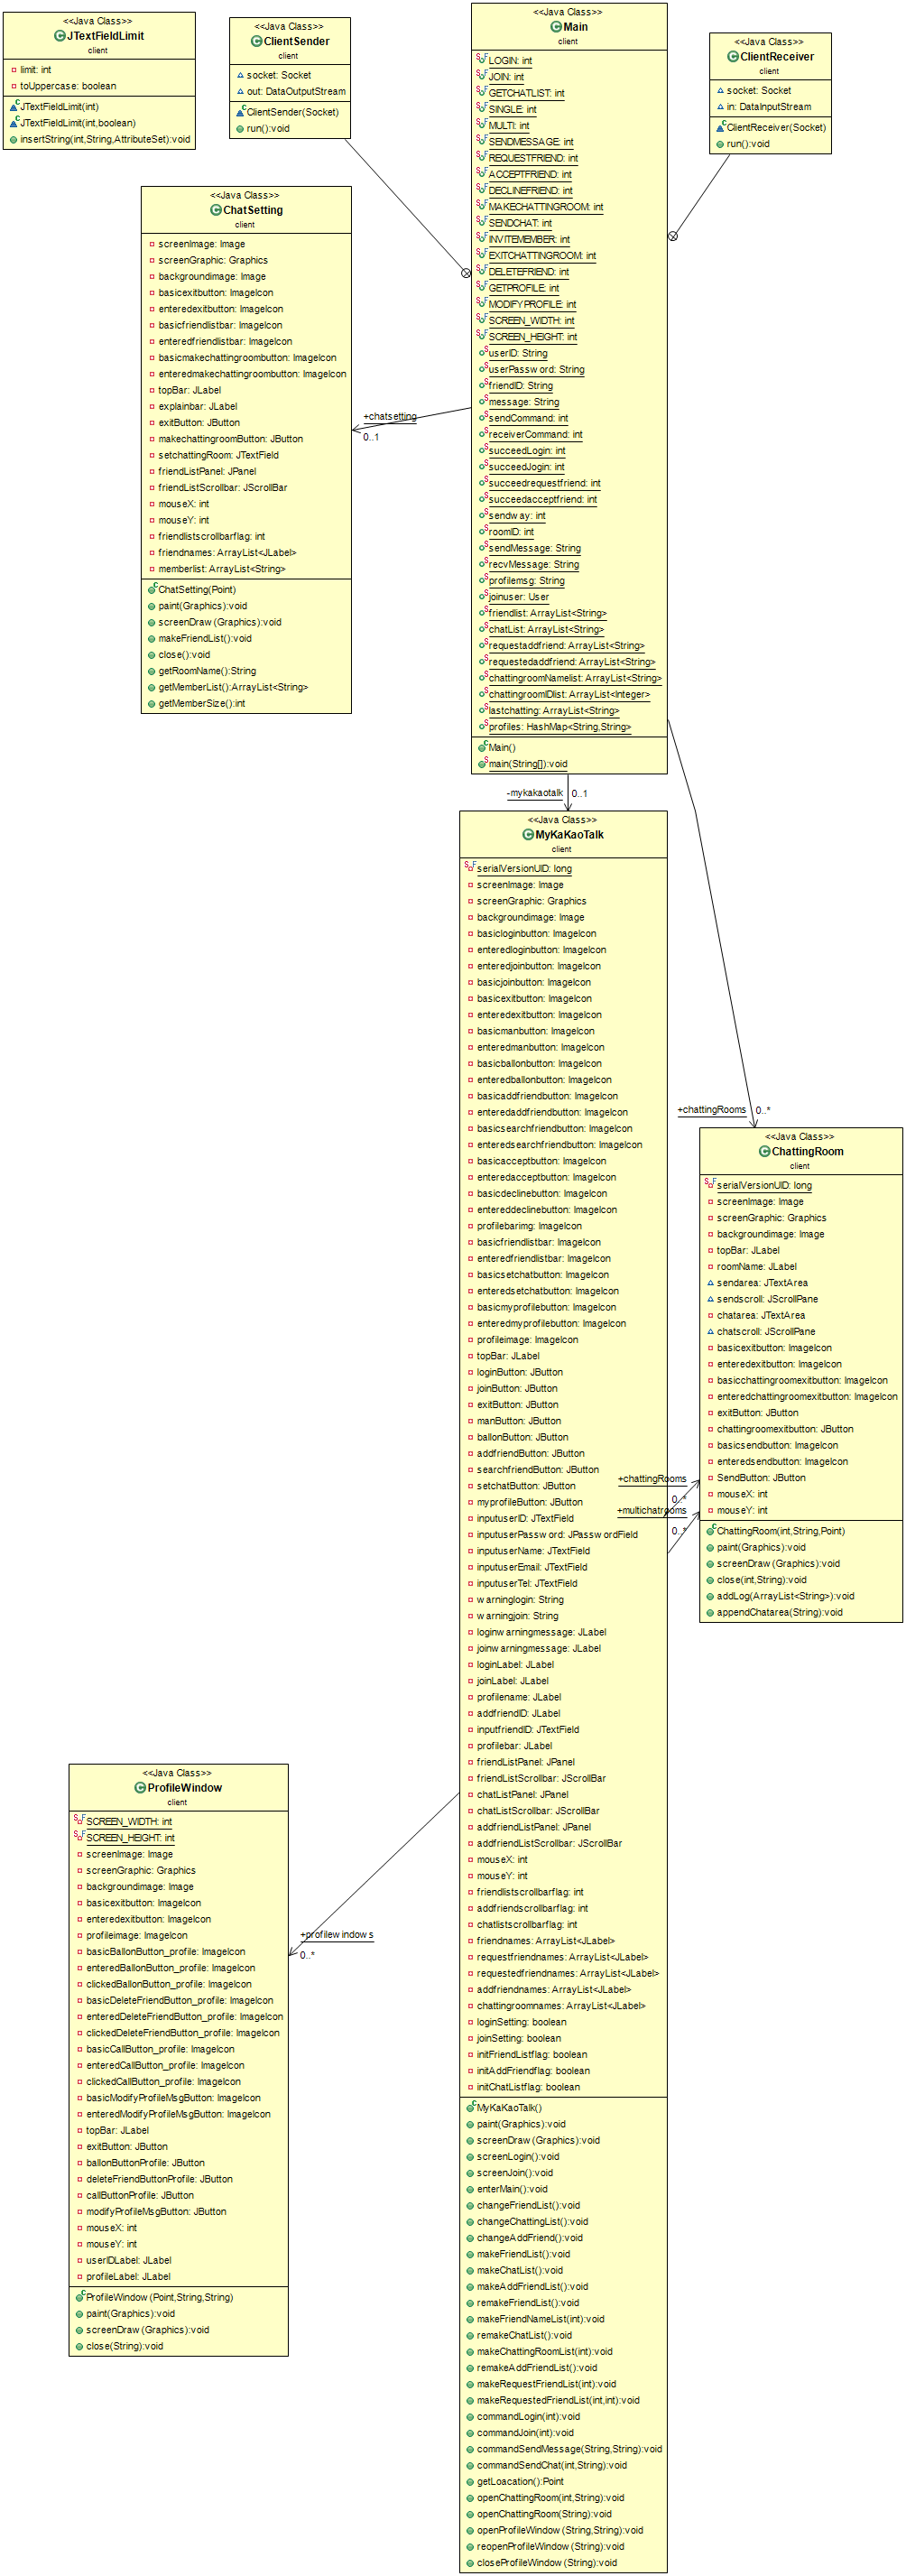 <<Java Class>>
JTextFieldLimit
client
limit: int
toUppercase: boolean
JTextFieldLimit(int)
JTextFieldLimit(int,boolean)
insertString(int,String,AttributeSet):void
<<Java Class>>
ClientSender
client
socket: Socket
out: DataOutputStream
ClientSender(Socket)
run():void
<<Java Class>>
Main
client
LOGIN: int
JOIN: int
GETCHATLIST: int
SINGLE: int
MULTI: int
SENDMESSAGE: int
REQUESTFRIEND: int
ACCEPTFRIEND: int
DECLINEFRIEND: int
MAKECHATTINGROOM: int
SENDCHAT: int
INVITEMEMBER: int
EXITCHATTINGROOM: int
DELETEFRIEND: int
GETPROFILE: int
MODIFYPROFILE: int
SCREEN_WIDTH: int
SCREEN_HEIGHT: int
userID: String
userPassword: String
friendID: String
message: String
sendCommand: int
receiverCommand: int
succeedLogin: int
succeedJogin: int
succeedrequestfriend: int
succeedacceptfriend: int
sendway: int
roomID: int
sendMessage: String
recvMessage: String
profilemsg: String
joinuser: User
friendlist: ArrayList<String>
chatList: ArrayList<String>
requestaddfriend: ArrayList<String>
requestedaddfriend: ArrayList<String>
chattingroomNamelist: ArrayList<String>
chattingroomIDlist: ArrayList<Integer>
lastchatting: ArrayList<String>
profiles: HashMap<String,String>
Main()
main(String[]):void
<<Java Class>>
ClientReceiver
client
socket: Socket
in: DataInputStream
ClientReceiver(Socket)
run():void
<<Java Class>>
ChatSetting
client
screenImage: Image
screenGraphic: Graphics
backgroundimage: Image
basicexitbutton: ImageIcon
enteredexitbutton: ImageIcon
basicfriendlistbar: ImageIcon
enteredfriendlistbar: ImageIcon
basicmakechattingroombutton: ImageIcon
enteredmakechattingroombutton: ImageIcon
topBar: JLabel
explainbar: JLabel
exitButton: JButton
makechattingroomButton: JButton
setchattingRoom: JTextField
friendListPanel: JPanel
friendListScrollbar: JScrollBar
mouseX: int
mouseY: int
friendlistscrollbarflag: int
friendnames: ArrayList<JLabel>
memberlist: ArrayList<String>
ChatSetting(Point)
paint(Graphics):void
screenDraw(Graphics):void
makeFriendList():void
close():void
getRoomName():String
getMemberList():ArrayList<String>
getMemberSize():int
+chatsetting
0..1
-mykakaotalk
0..1
<<Java Class>>
MyKaKaoTalk
client
serialVersionUID: long
screenImage: Image
screenGraphic: Graphics
backgroundimage: Image
basicloginbutton: ImageIcon
enteredloginbutton: ImageIcon
enteredjoinbutton: ImageIcon
basicjoinbutton: ImageIcon
basicexitbutton: ImageIcon
enteredexitbutton: ImageIcon
basicmanbutton: ImageIcon
enteredmanbutton: ImageIcon
basicballonbutton: ImageIcon
enteredballonbutton: ImageIcon
basicaddfriendbutton: ImageIcon
enteredaddfriendbutton: ImageIcon
basicsearchfriendbutton: ImageIcon
enteredsearchfriendbutton: ImageIcon
basicacceptbutton: ImageIcon
enteredacceptbutton: ImageIcon
basicdeclinebutton: ImageIcon
entereddeclinebutton: ImageIcon
profilebarimg: ImageIcon
basicfriendlistbar: ImageIcon
enteredfriendlistbar: ImageIcon
basicsetchatbutton: ImageIcon
enteredsetchatbutton: ImageIcon
basicmyprofilebutton: ImageIcon
enteredmyprofilebutton: ImageIcon
profileimage: ImageIcon
topBar: JLabel
loginButton: JButton
joinButton: JButton
exitButton: JButton
manButton: JButton
ballonButton: JButton
addfriendButton: JButton
searchfriendButton: JButton
setchatButton: JButton
myprofileButton: JButton
inputuserID: JTextField
inputuserPassword: JPasswordField
inputuserName: JTextField
inputuserEmail: JTextField
inputuserTel: JTextField
warninglogin: String
warningjoin: String
loginwarningmessage: JLabel
joinwarningmessage: JLabel
loginLabel: JLabel
joinLabel: JLabel
profilename: JLabel
addfriendID: JLabel
inputfriendID: JTextField
profilebar: JLabel
friendListPanel: JPanel
friendListScrollbar: JScrollBar
chatListPanel: JPanel
chatListScrollbar: JScrollBar
addfriendListPanel: JPanel
addfriendListScrollbar: JScrollBar
mouseX: int
mouseY: int
friendlistscrollbarflag: int
addfriendscrollbarflag: int
chatlistscrollbarflag: int
friendnames: ArrayList<JLabel>
requestfriendnames: ArrayList<JLabel>
requestedfriendnames: ArrayList<JLabel>
addfriendnames: ArrayList<JLabel>
chattingroomnames: ArrayList<JLabel>
loginSetting: boolean
joinSetting: boolean
initFriendListflag: boolean
initAddFriendflag: boolean
initChatListflag: boolean
MyKaKaoTalk()
paint(Graphics):void
screenDraw(Graphics):void
screenLogin():void
screenJoin():void
enterMain():void
changeFriendList():void
changeChattingList():void
changeAddFriend():void
makeFriendList():void
makeChatList():void
makeAddFriendList():void
remakeFriendList():void
makeFriendNameList(int):void
remakeChatList():void
makeChattingRoomList(int):void
remakeAddFriendList():void
makeRequestFriendList(int):void
makeRequestedFriendList(int,int):void
commandLogin(int):void
commandJoin(int):void
commandSendMessage(String,String):void
commandSendChat(int,String):void
getLoacation():Point
openChattingRoom(int,String):void
openChattingRoom(String):void
openProfileWindow(String,String):void
reopenProfileWindow(String):void
closeProfileWindow(String):void
+chattingRooms
0..*
<<Java Class>>
ChattingRoom
client
serialVersionUID: long
screenImage: Image
screenGraphic: Graphics
backgroundimage: Image
topBar: JLabel
roomName: JLabel
sendarea: JTextArea
sendscroll: JScrollPane
chatarea: JTextArea
chatscroll: JScrollPane
basicexitbutton: ImageIcon
enteredexitbutton: ImageIcon
basicchattingroomexitbutton: ImageIcon
enteredchattingroomexitbutton: ImageIcon
exitButton: JButton
chattingroomexitbutton: JButton
basicsendbutton: ImageIcon
enteredsendbutton: ImageIcon
SendButton: JButton
mouseX: int
mouseY: int
ChattingRoom(int,String,Point)
paint(Graphics):void
screenDraw(Graphics):void
close(int,String):void
addLog(ArrayList<String>):void
appendChatarea(String):void
+chattingRooms
0..*
+multichatrooms
0..*
<<Java Class>>
ProfileWindow
client
SCREEN_WIDTH: int
SCREEN_HEIGHT: int
screenImage: Image
screenGraphic: Graphics
backgroundimage: Image
basicexitbutton: ImageIcon
enteredexitbutton: ImageIcon
profileimage: ImageIcon
basicBallonButton_profile: ImageIcon
enteredBallonButton_profile: ImageIcon
clickedBallonButton_profile: ImageIcon
basicDeleteFriendButton_profile: ImageIcon
enteredDeleteFriendButton_profile: ImageIcon
clickedDeleteFriendButton_profile: ImageIcon
basicCallButton_profile: ImageIcon
enteredCallButton_profile: ImageIcon
clickedCallButton_profile: ImageIcon
basicModifyProfileMsgButton: ImageIcon
enteredModifyProfileMsgButton: ImageIcon
topBar: JLabel
exitButton: JButton
ballonButtonProfile: JButton
deleteFriendButtonProfile: JButton
callButtonProfile: JButton
modifyProfileMsgButton: JButton
mouseX: int
mouseY: int
userIDLabel: JLabel
profileLabel: JLabel
ProfileWindow(Point,String,String)
paint(Graphics):void
screenDraw(Graphics):void
close(String):void
+profilewindows
0..*